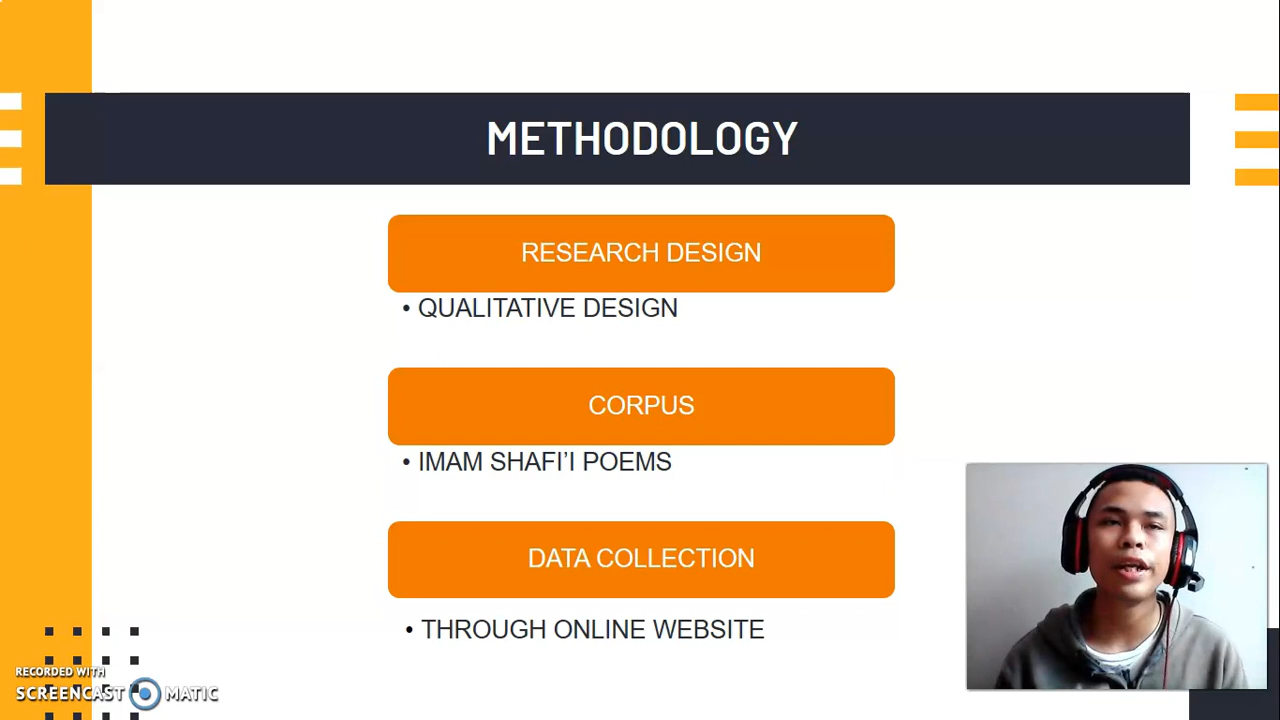 METHODOLOGY
RESEARCH DESIGN
• QUALITATIVE DESIGN
CORPUS
• IMAM SHAFI’I POEMS
DATA COLLECTION
• THROUGH ONLINE WEBSITE
RECORDED WITH
SCREENCAST MATIC